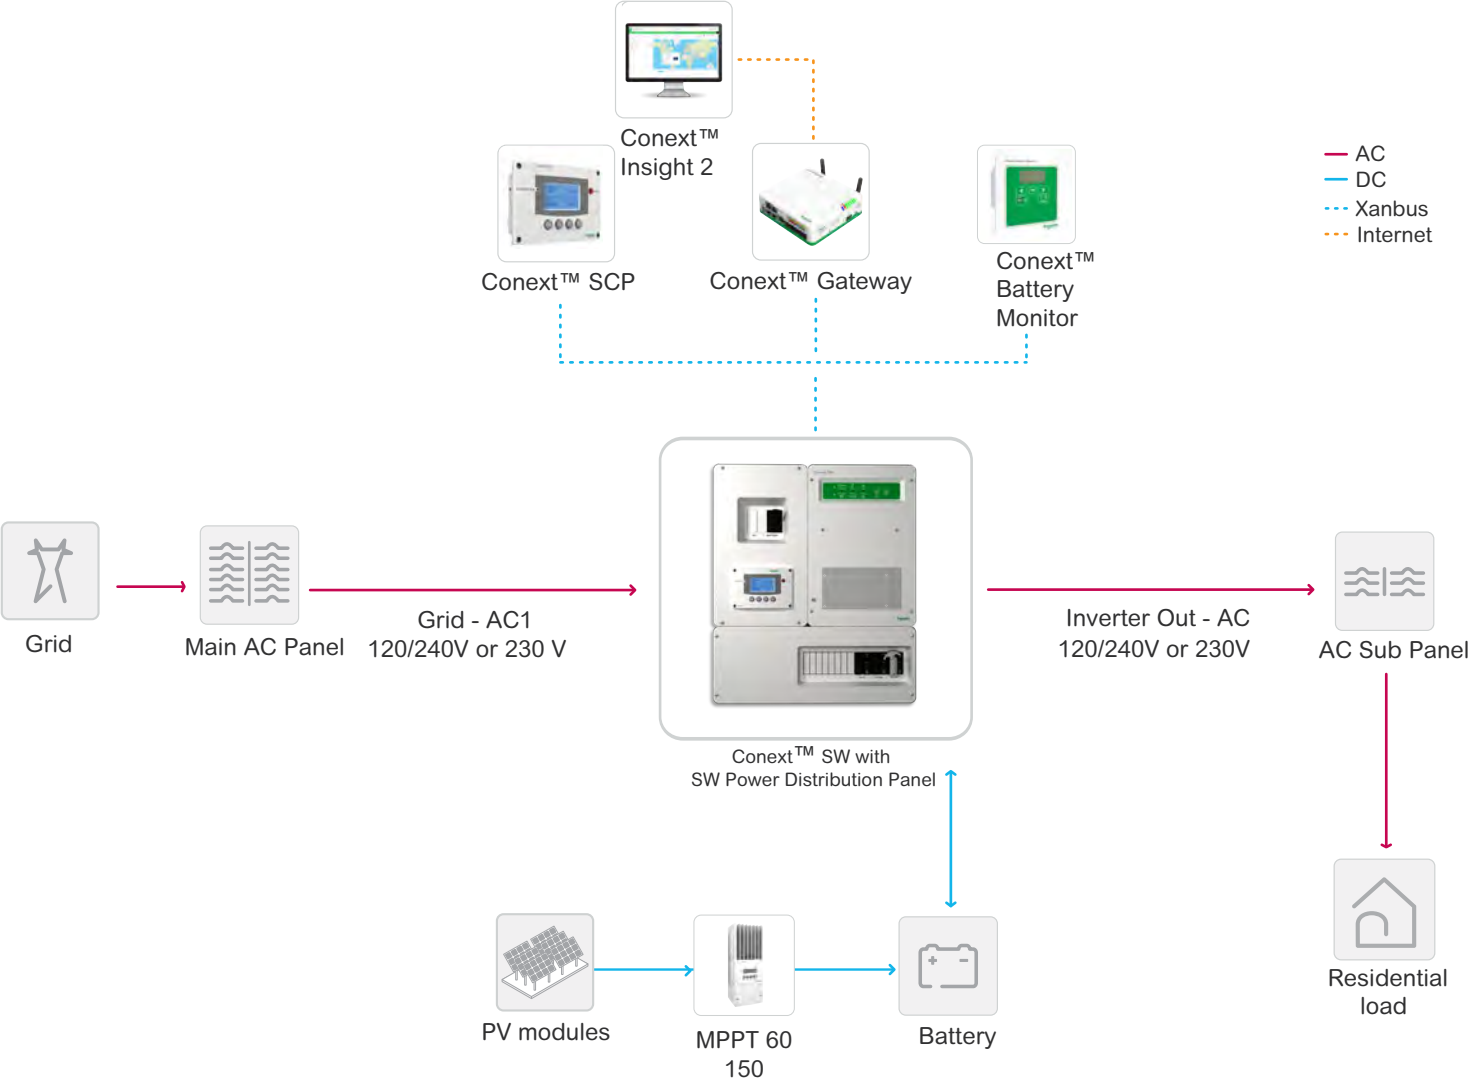 Conext™
Insight 2
Conext™ SCP
Conext™ Gateway
Conext™
Battery
Monitor
AC
DC
Xanbus
Internet
Grid
Main AC Panel
Grid - AC1
120/240V or 230 V
Inverter Out - AC
120/240V or 230V
AC Sub Panel
Conext™ SW with
SW Power Distribution Panel
PV modules
MPPT 60
150
Battery
Residential
load